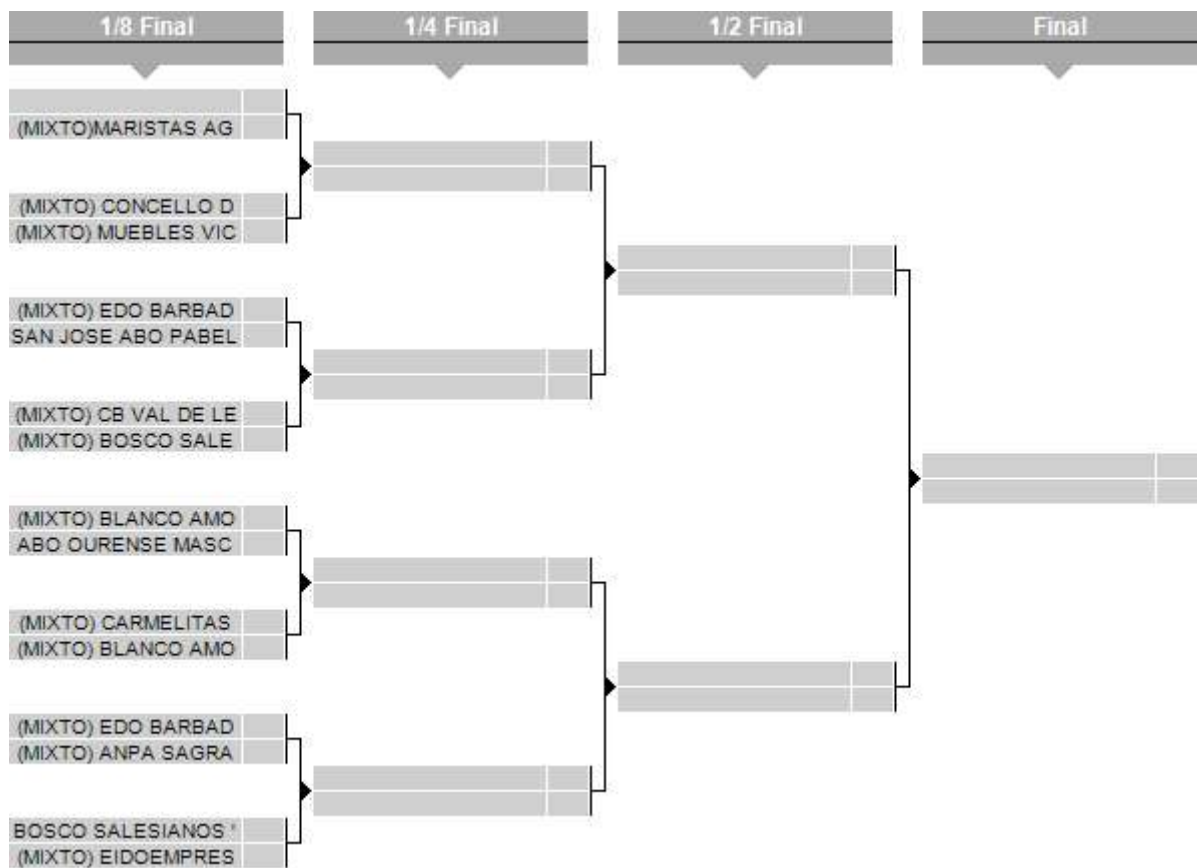 1/8 Final
1/4 Final
1/2 Final
Final
(MIXTO)MARISTAS AG
(MIXTO) CONCELLO D
(MIXTO) MUEBLES VIC
(MIXTO) EDO BARBAD
SAN JOSE ABO PABEL
(MIXTO) CB VAL DE LE
(MIXTO) BOSCO SALE
(MIXTO) BLANCO AMO
ABO OURENSE MASC
(MIXTO) CARMELITAS
(MIXTO) BLANCO AMO
(MIXTO) EDO BARBAD
(MIXTO) ANPA SAGRA
BOSCO SALESIANOS '
(MIXTO) EIDOEMPRES